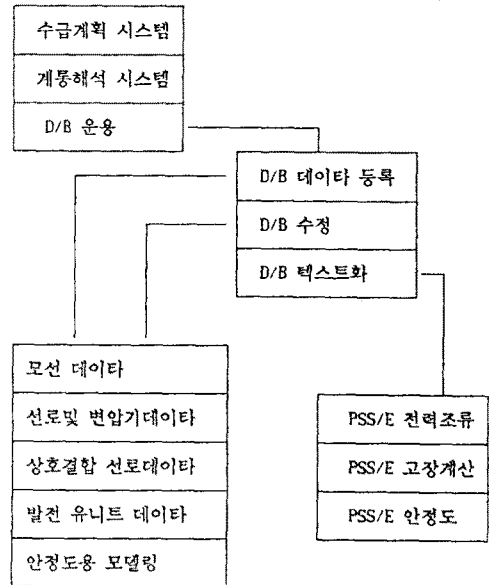 수급계획 시스템
계통해석 시스템
D/B 운용
D/B 데이타 등록
D/B 수정
D/B 텍스트화
모선 데이타
선로및 변압기데이타
상호결합 선로데이타
발전 유니트 데이타
안정도용 모델링
PSS/E 전력조류
PSS/E 고장계산
PSS/E 안정도